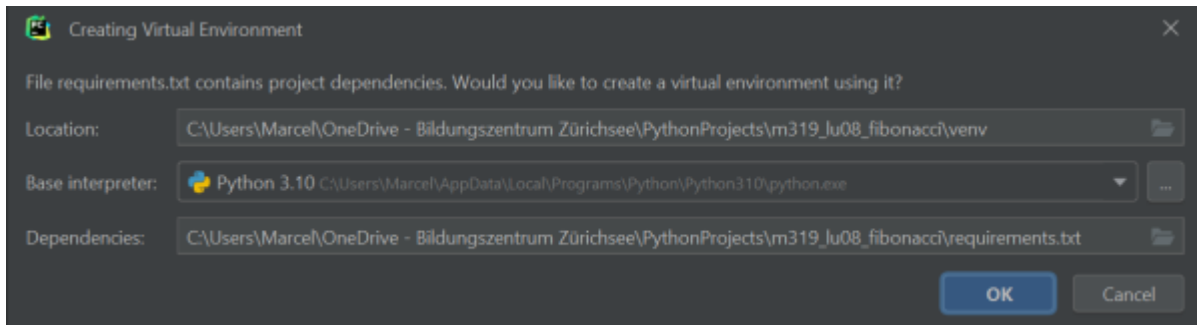 Creating Virtual Environment
File requirements.txt contains project dependencies. Would you like to create a virtual environment using it?
Location: C:\Users\Marcel\OneDrive - Bildungszentrum Zürichsee\PythonProjects\m319_lu08_fibonacci\venv
Base interpreter: Python 3.10 C:\Users\Marcel\AppData\Local\Programs\Python\Python310\python.exe ...
Dependencies: C:\Users\Marcel\OneDrive - Bildungszentrum Zürichsee\PythonProjects\m319_lu08_fibonacci\requirements.txt
OK Cancel